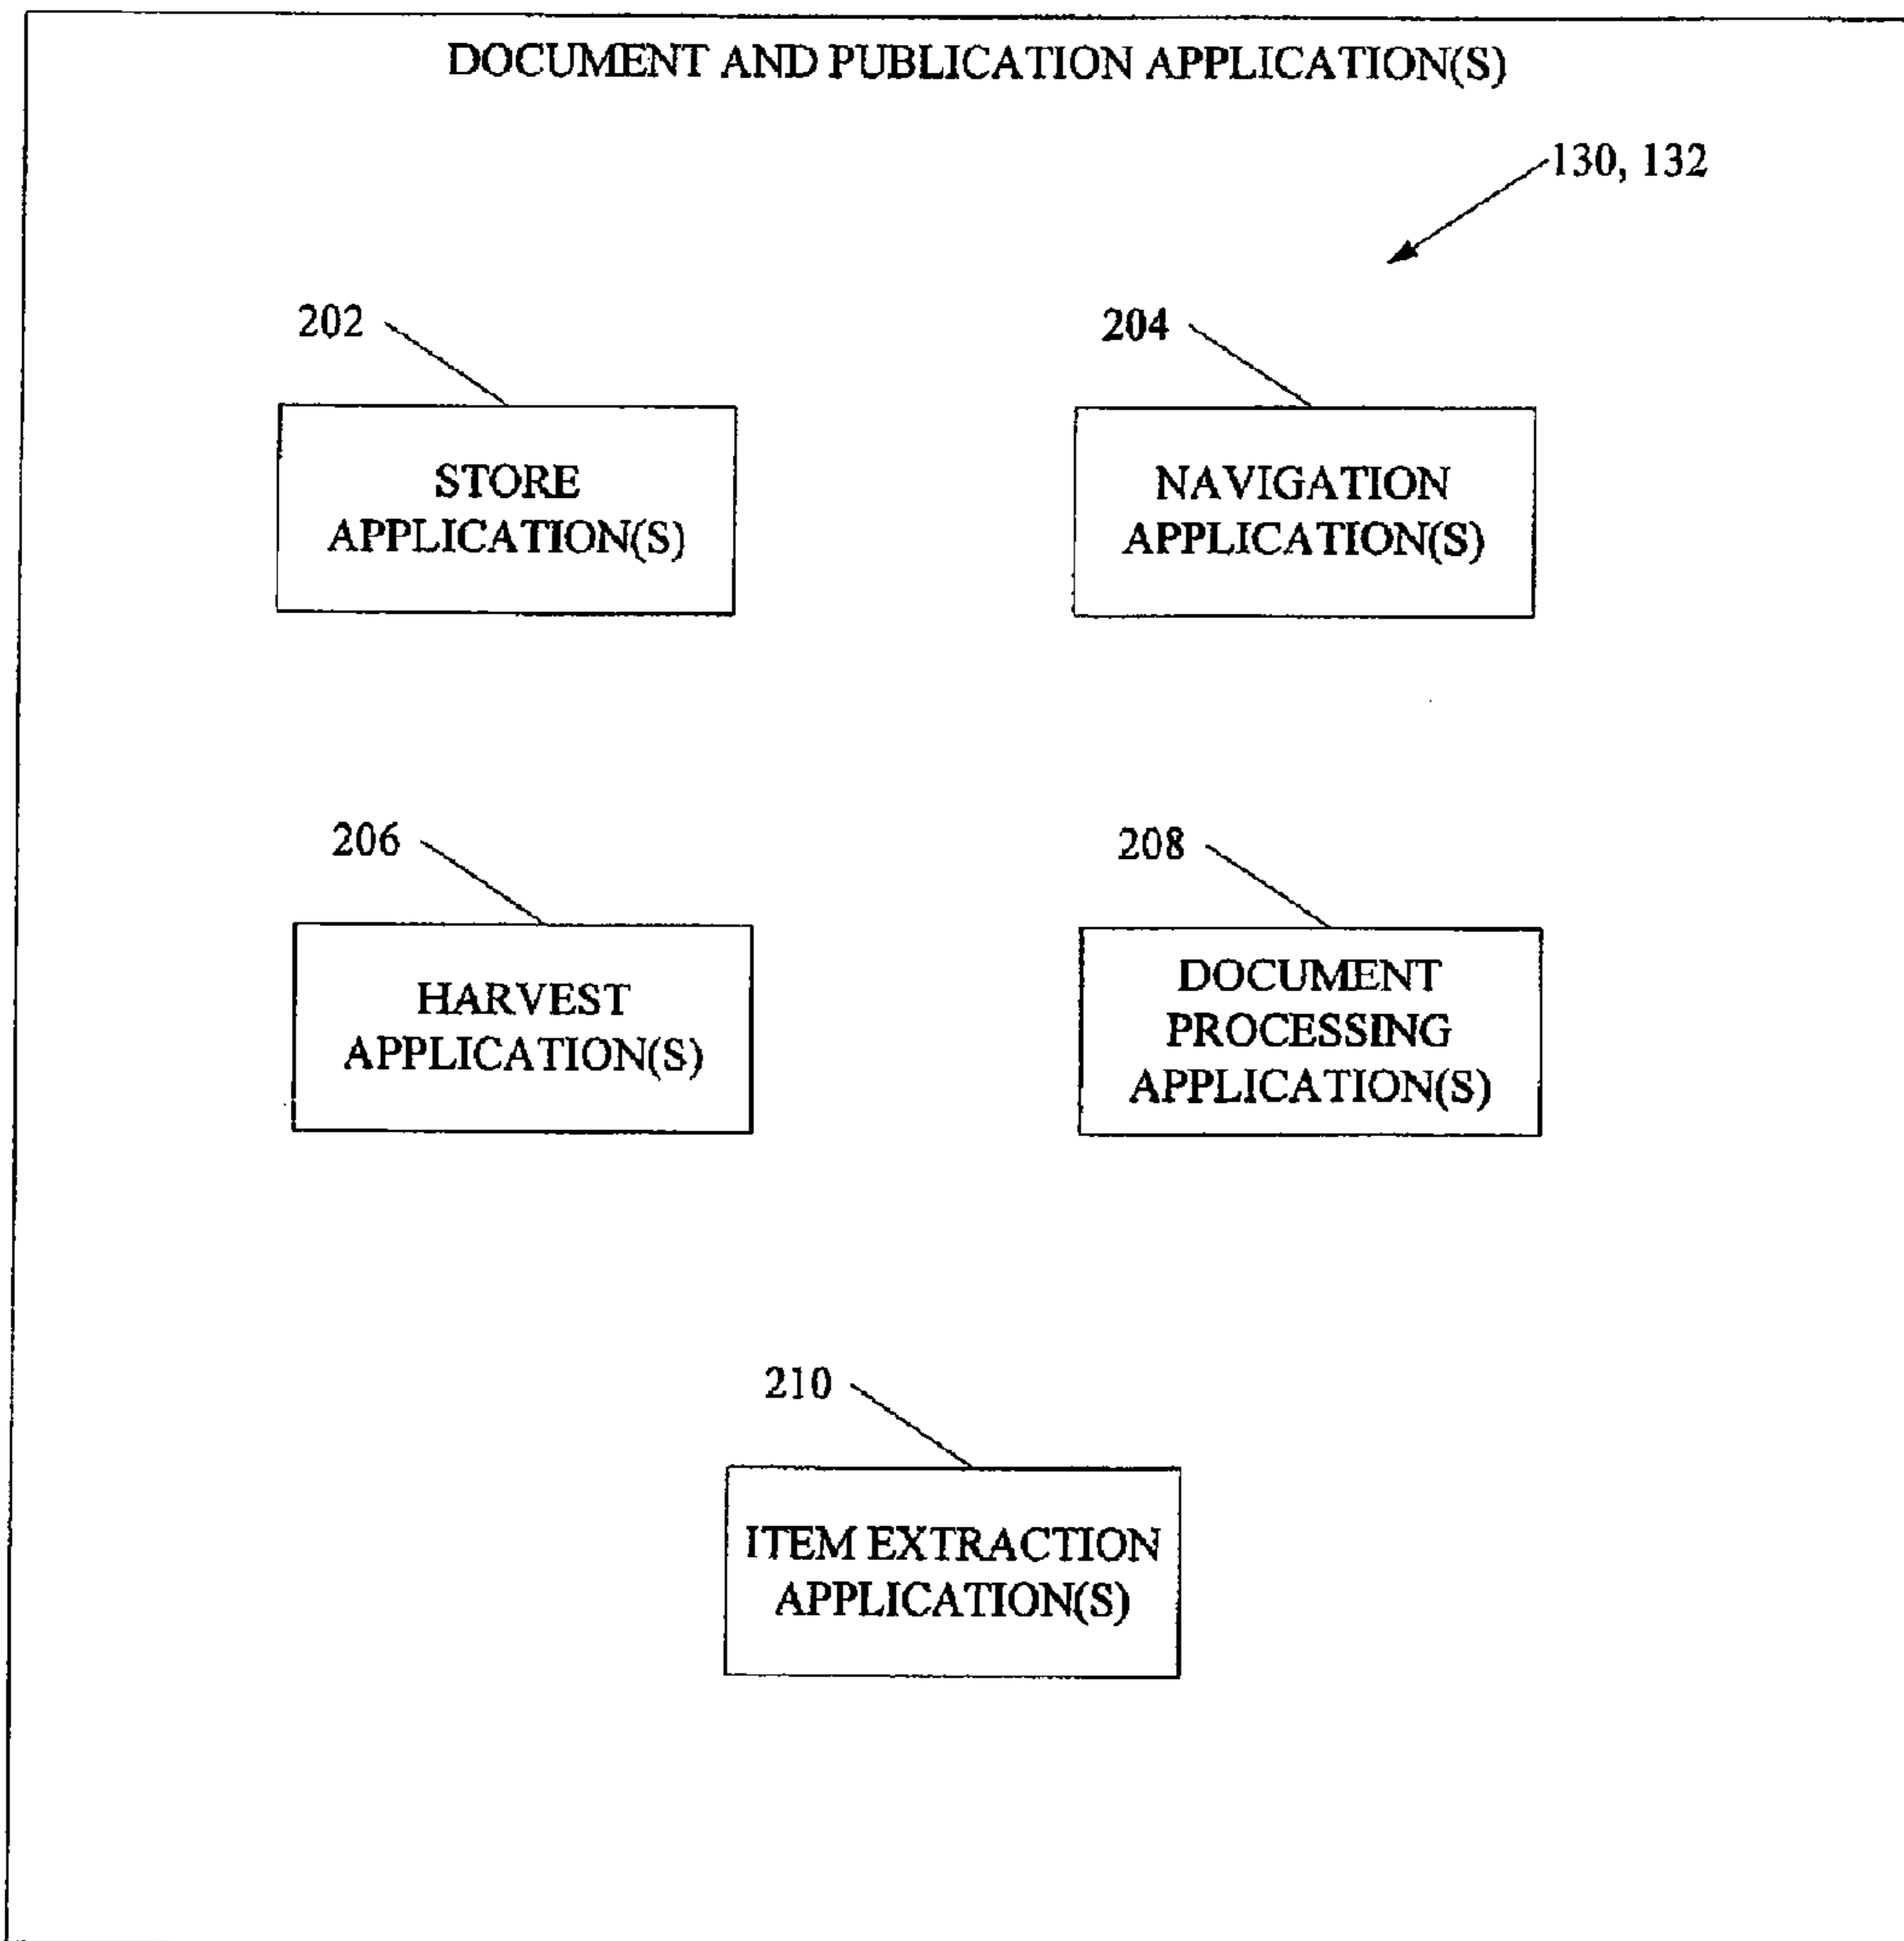 DOCUMENT AND PUBLICATION APPLICATION(S)
130, 132
202
204
STORE
APPLICATION(S)
NAVIGATION
APPLICATION(S)
206
208
HARVEST
APPLICATION(S)
DOCUMENT
PROCESSING
APPLICATION(S)
210
ITEM EXTRACTION
APPLICATION(S)